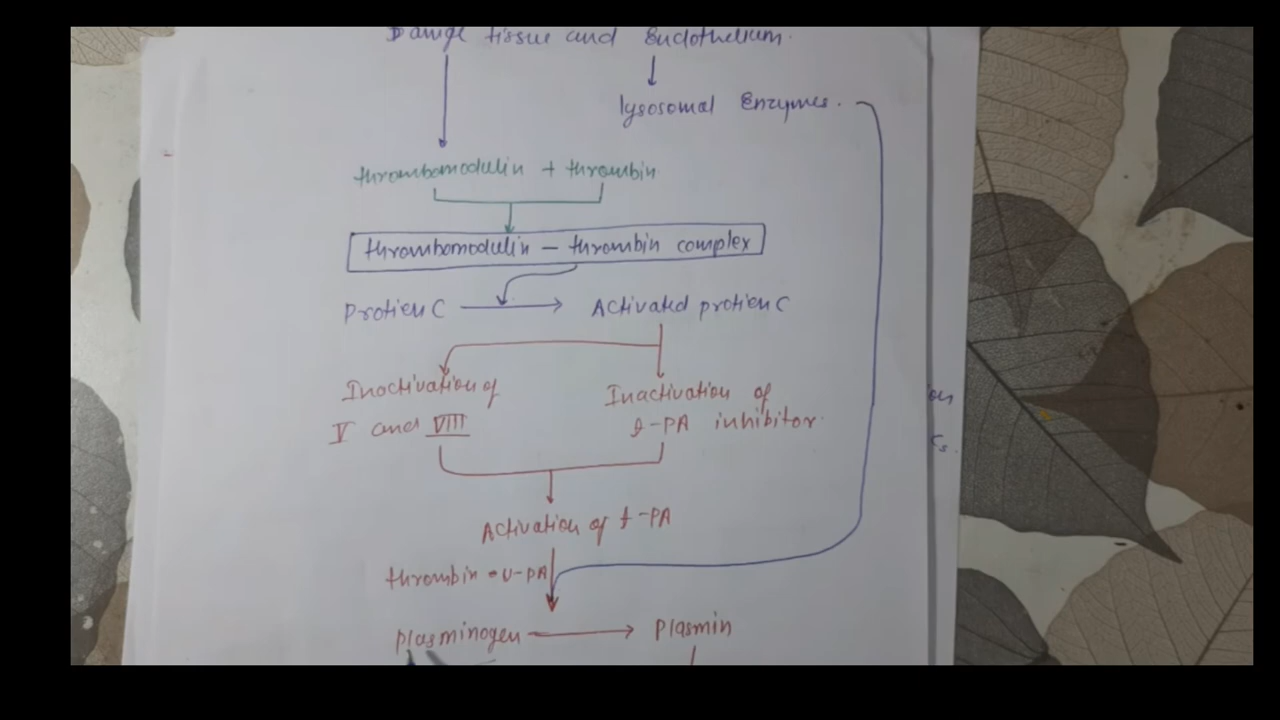 Damge tissue and Endothelium.
lysosomal Enzymes.
thrombomodulin + thrombin
thrombomodulin – thrombin complex
Protien C Activated protien C
Inactivation of V and VIII
Inactivation of t-PA inhibitor.
Activation of t-PA
thrombin U-PA
plasminogen Plasmin